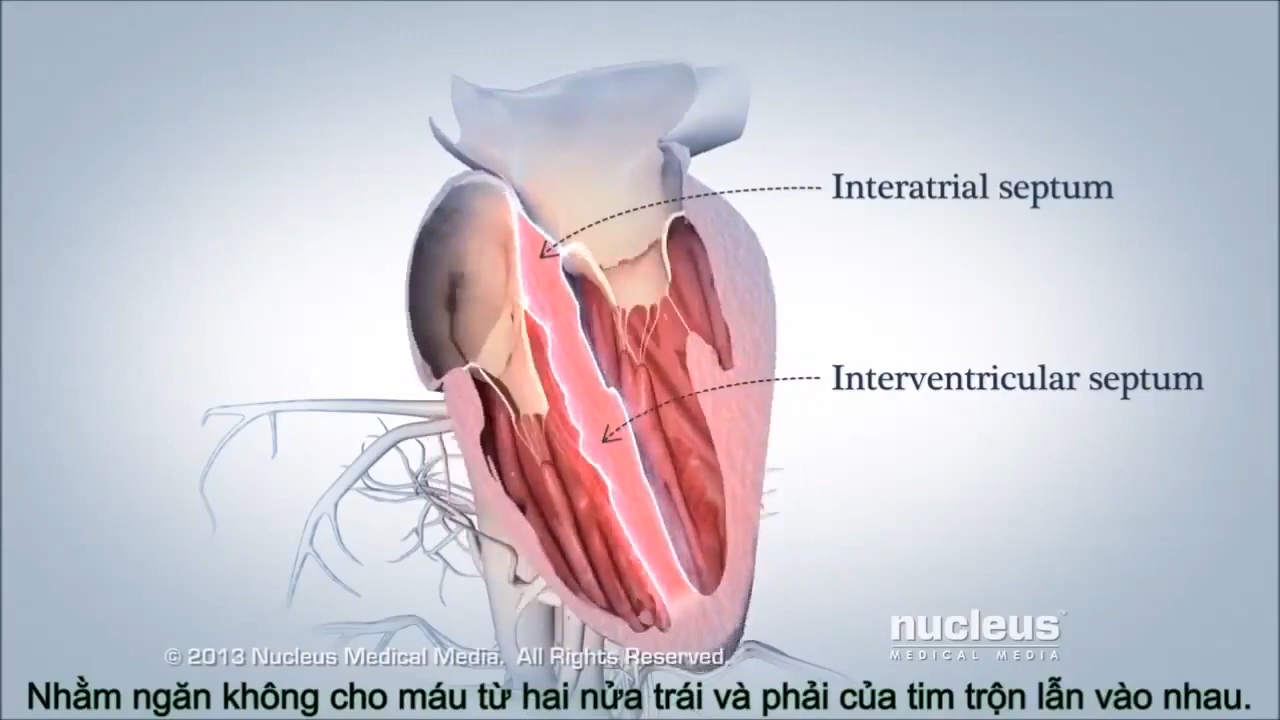 Interatrial septum
Interventricular septum
nucleus™
MEDICAL MEDIA
© 2013 Nucleus Medical Media. All Rights Reserved.
Nhằm ngăn không cho máu từ hai nửa trái và phải của tim trộn lẫn vào nhau.